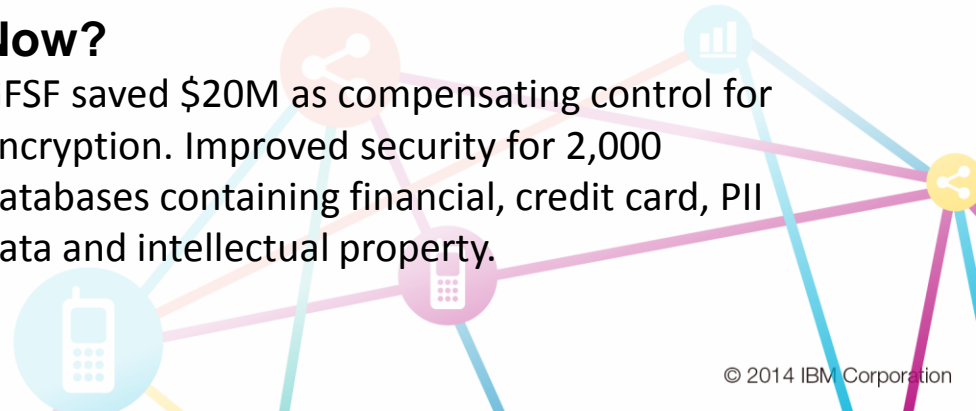 Now?
FSF saved $20M as compensating control for
ncryption. Improved security for 2,000
atabases containing financial, credit card, PII
ata and intellectual property.
© 2014 IBM Corporation